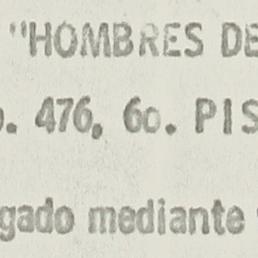 "HOMBRES DE
o. 476, 6o. PIS
gado mediante